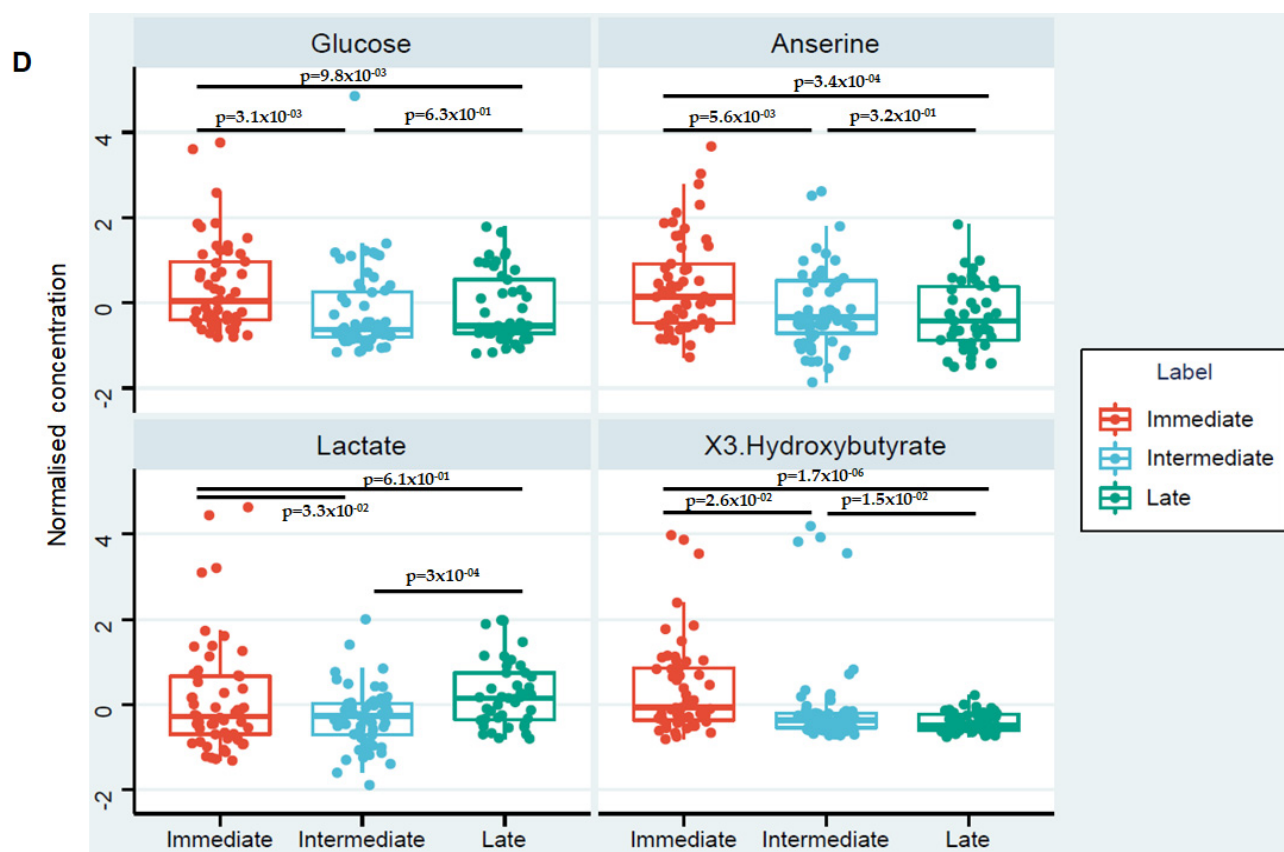 D
Glucose
Anserine
p=9.8x10⁻⁰³
p=3.1x10⁻⁰³
p=6.3x10⁻⁰¹
p=3.4x10⁻⁰⁴
p=5.6x10⁻⁰³
p=3.2x10⁻⁰¹
4
2
0
-2
Lactate
X3.Hydroxybutyrate
p=6.1x10⁻⁰¹
p=3.3x10⁻⁰²
p=3x10⁻⁰⁴
p=1.7x10⁻⁰⁶
p=2.6x10⁻⁰²
p=1.5x10⁻⁰²
4
2
0
-2
Normalised concentration
Immediate Intermediate Late
Immediate Intermediate Late
Label
Immediate
Intermediate
Late